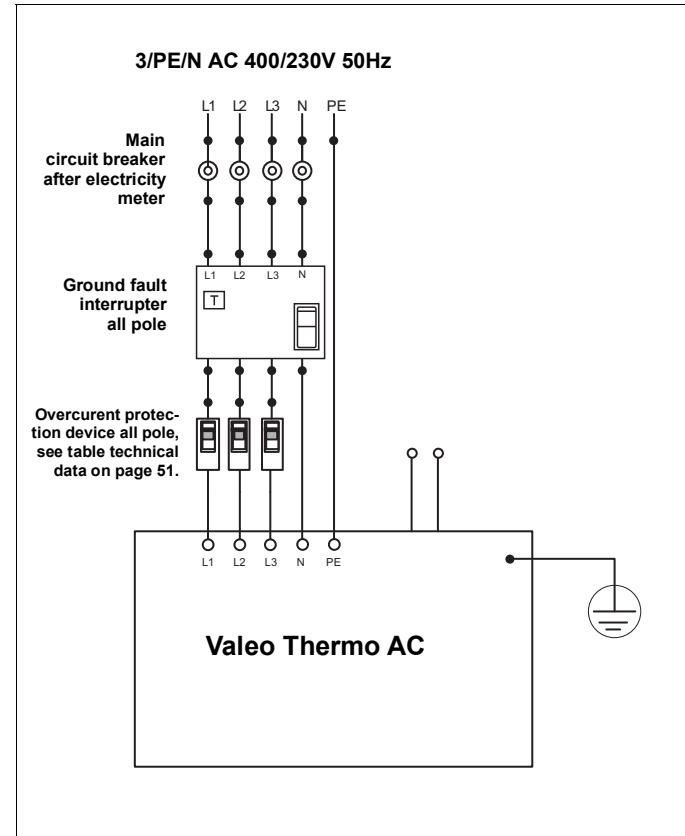 3/PE/N AC 400/230V 50Hz
L1 L2 L3 N PE
Main
circuit breaker
after electricity
meter
L1 L2 L3 N
Ground fault
interrupter
all pole
T
Overcurent protec-
tion device all pole,
see table technical
data on page 51.
L1 L2 L3 N PE
Valeo Thermo AC